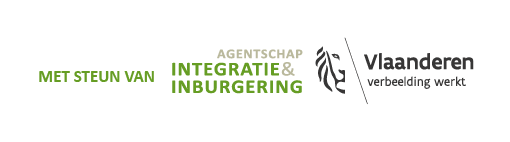 MET STEUN VAN
AGENTSCHAP
INTEGRATIE&
INBURGERING
Vlaanderen
verbeelding werkt